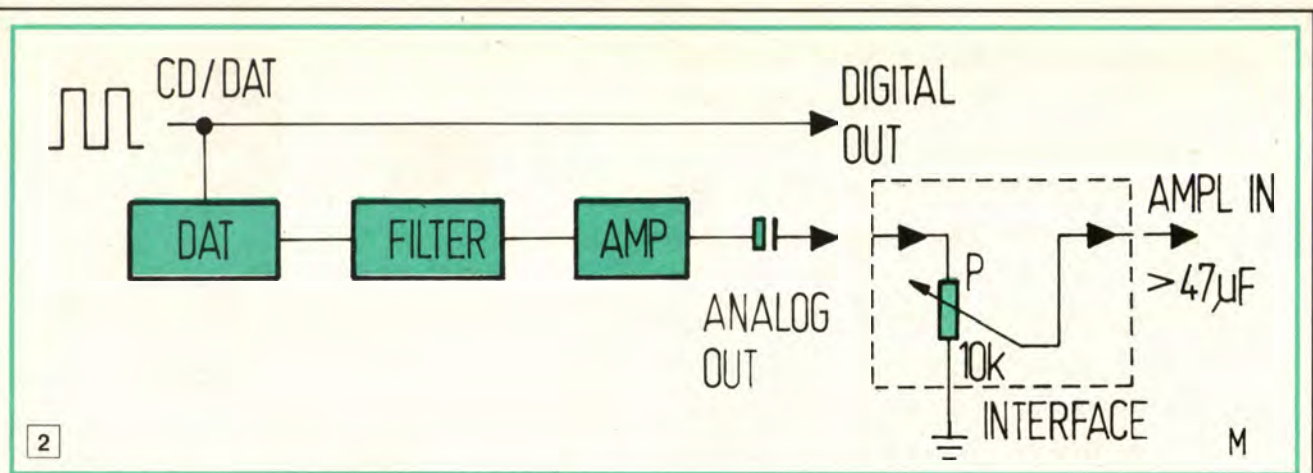 CD/DAT
DIGITAL
OUT
DAT
FILTER
AMP
ANALOG
OUT
P
10k
INTERFACE
AMPL IN
>47µF
2
M